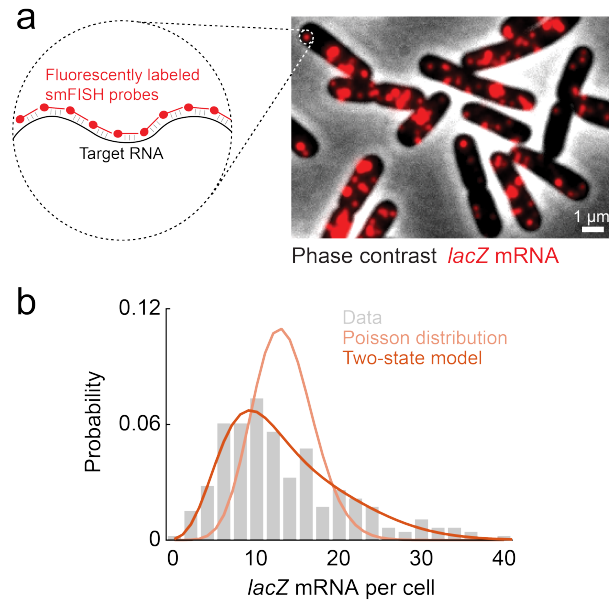 a
Fluorescently labeled
smFISH probes
Target RNA
1 μm
Phase contrast lacZ mRNA
b
0.12
0.06
0
Probability
Data
Poisson distribution
Two-state model
0 10 20 30 40
lacZ mRNA per cell